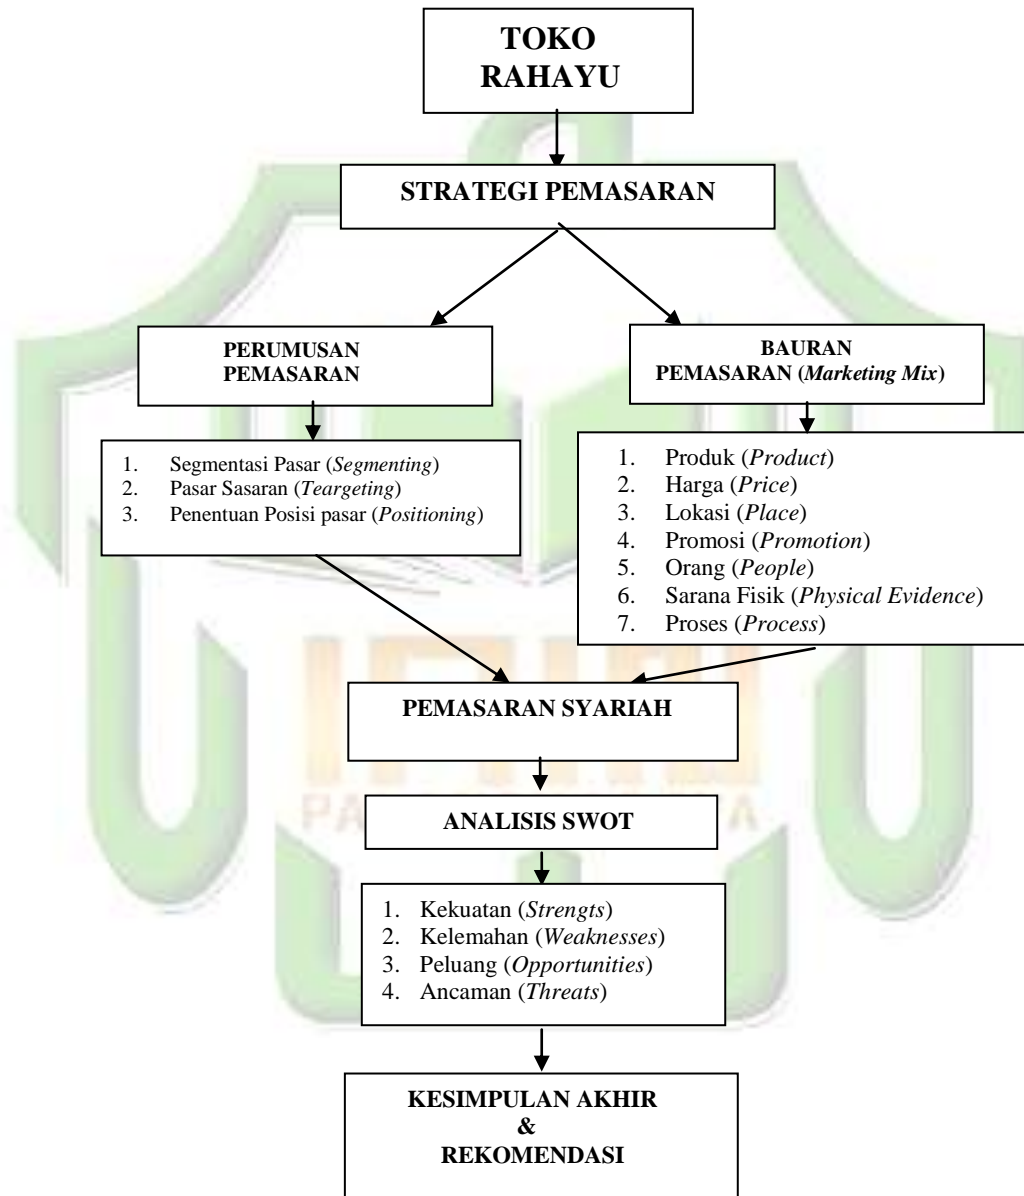 TOKO
RAHAYU
STRATEGI PEMASARAN
PERUMUSAN
PEMASARAN
BAURAN
PEMASARAN (Marketing Mix)
1. Segmentasi Pasar (Segmenting)
2. Pasar Sasaran (Teargeting)
3. Penentuan Posisi pasar (Positioning)
1. Produk (Product)
2. Harga (Price)
3. Lokasi (Place)
4. Promosi (Promotion)
5. Orang (People)
6. Sarana Fisik (Physical Evidence)
7. Proses (Process)
PEMASARAN SYARIAH
ANALISIS SWOT
1. Kekuatan (Strengts)
2. Kelemahan (Weaknesses)
3. Peluang (Opportunities)
4. Ancaman (Threats)
KESIMPULAN AKHIR
&
REKOMENDASI